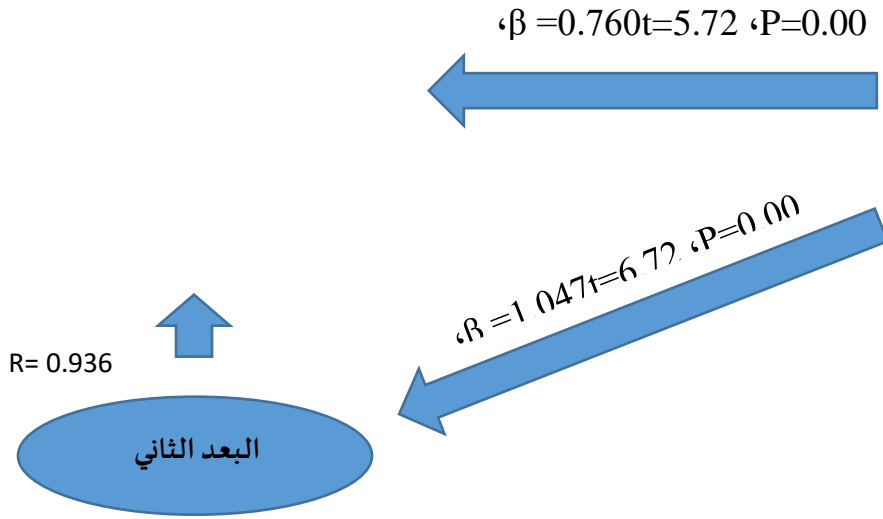 ،β =0.760t=5.72 ،P=0.00
،β =1.047t=6.72 ،P=0.00
R= 0.936
البعد الثاني